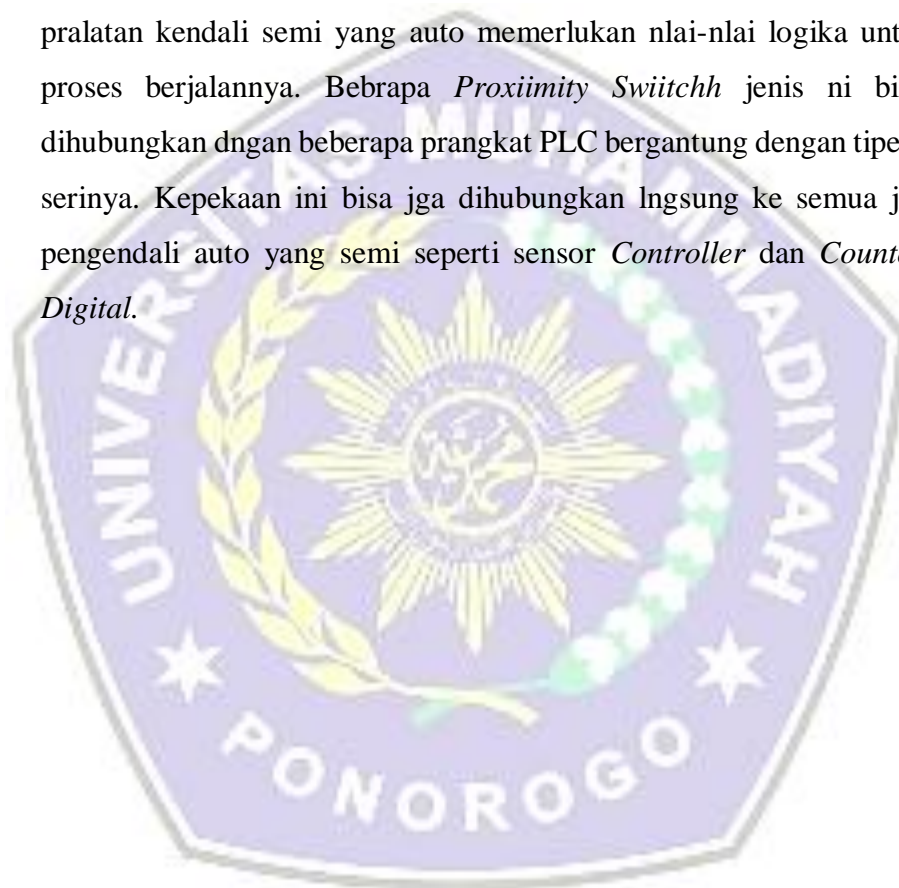 pralatan kendali semi yang auto memerlukan nlai-nlai logika unt
proses berjalannya. Bebrapa Proxiimity Swiitchh jenis ni bi
dihubungkan dngan beberapa prangkat PLC bergantung dengan tipe
serinya. Kepekaan ini bisa jga dihubungkan lngsung ke semua j
pengendali auto yang semi seperti sensor Controller dan Count
Digital.
UNIVERSITAS MUHAMMADIYAH
PONOROGO